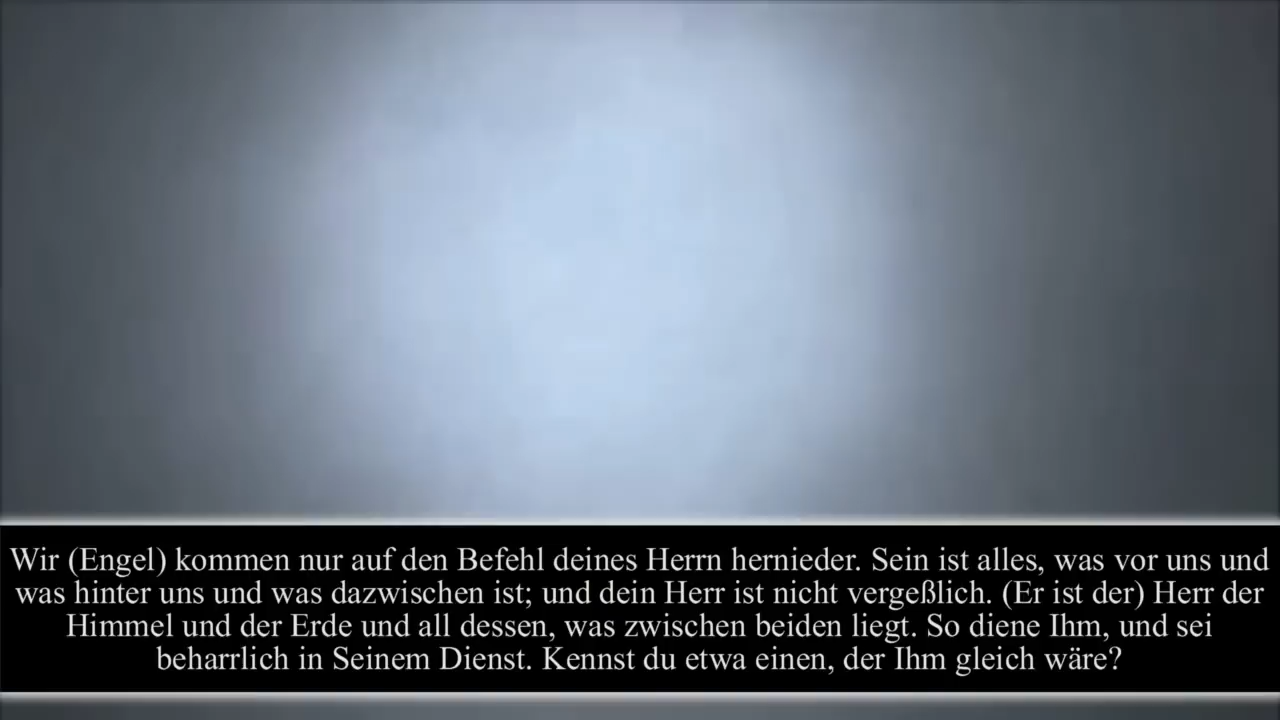 Wir (Engel) kommen nur auf den Befehl deines Herrn hernieder. Sein ist alles, was vor uns und
was hinter uns und was dazwischen ist; und dein Herr ist nicht vergeßlich. (Er ist der) Herr der
Himmel und der Erde und all dessen, was zwischen beiden liegt. So diene Ihm, und sei
beharrlich in Seinem Dienst. Kennst du etwa einen, der Ihm gleich wäre?